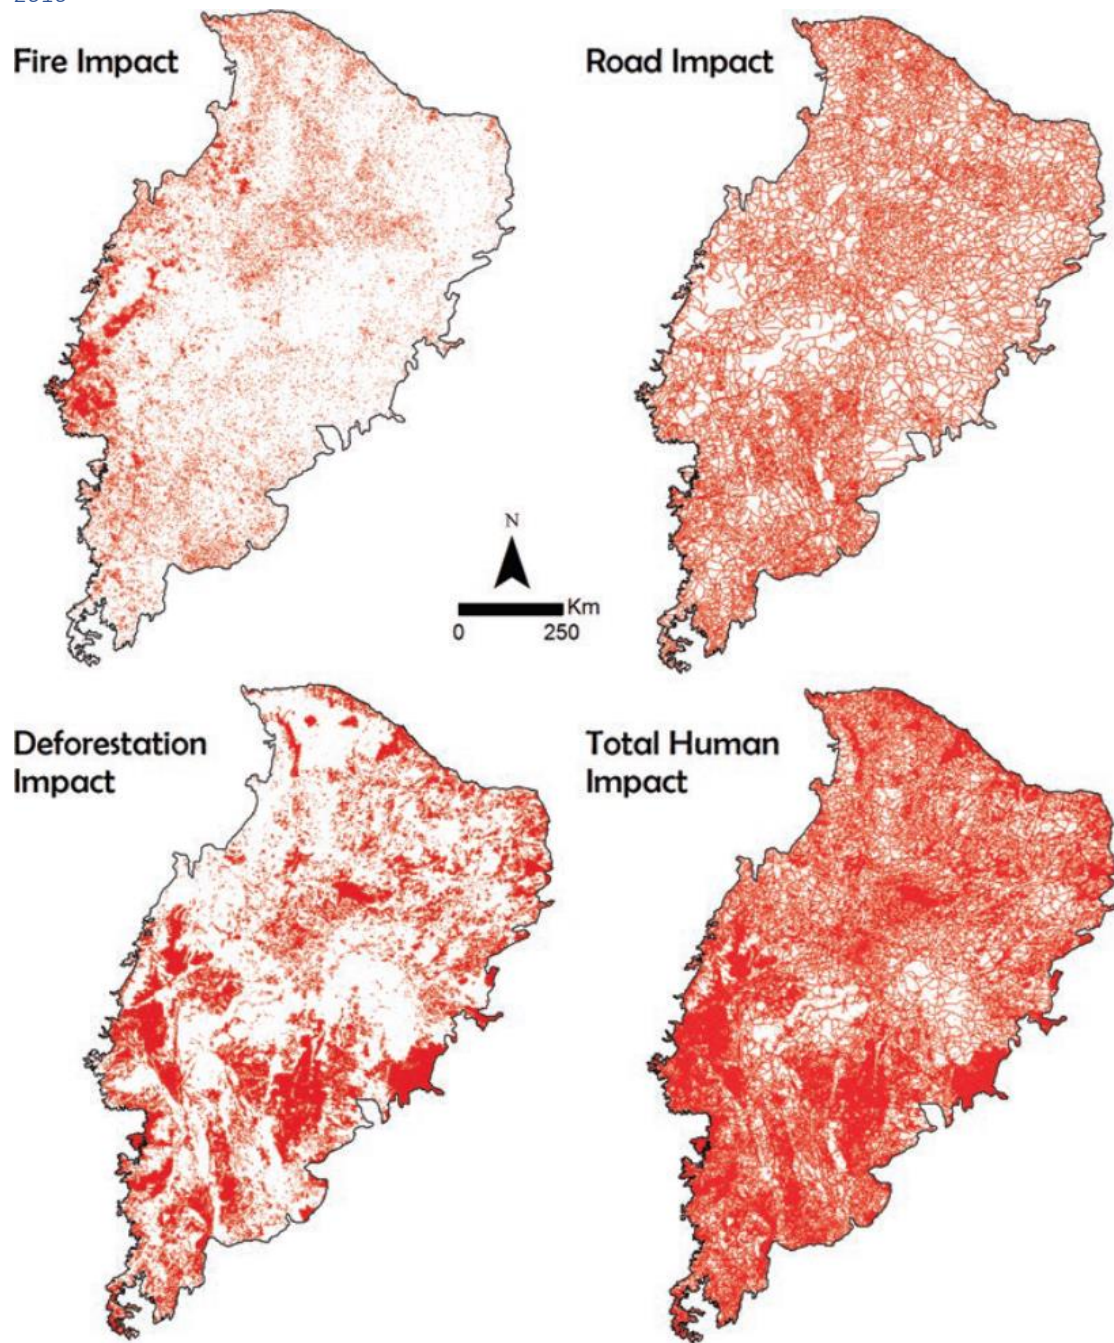 Fire Impact
Road Impact
N
Km
0 250
Deforestation
Impact
Total Human
Impact